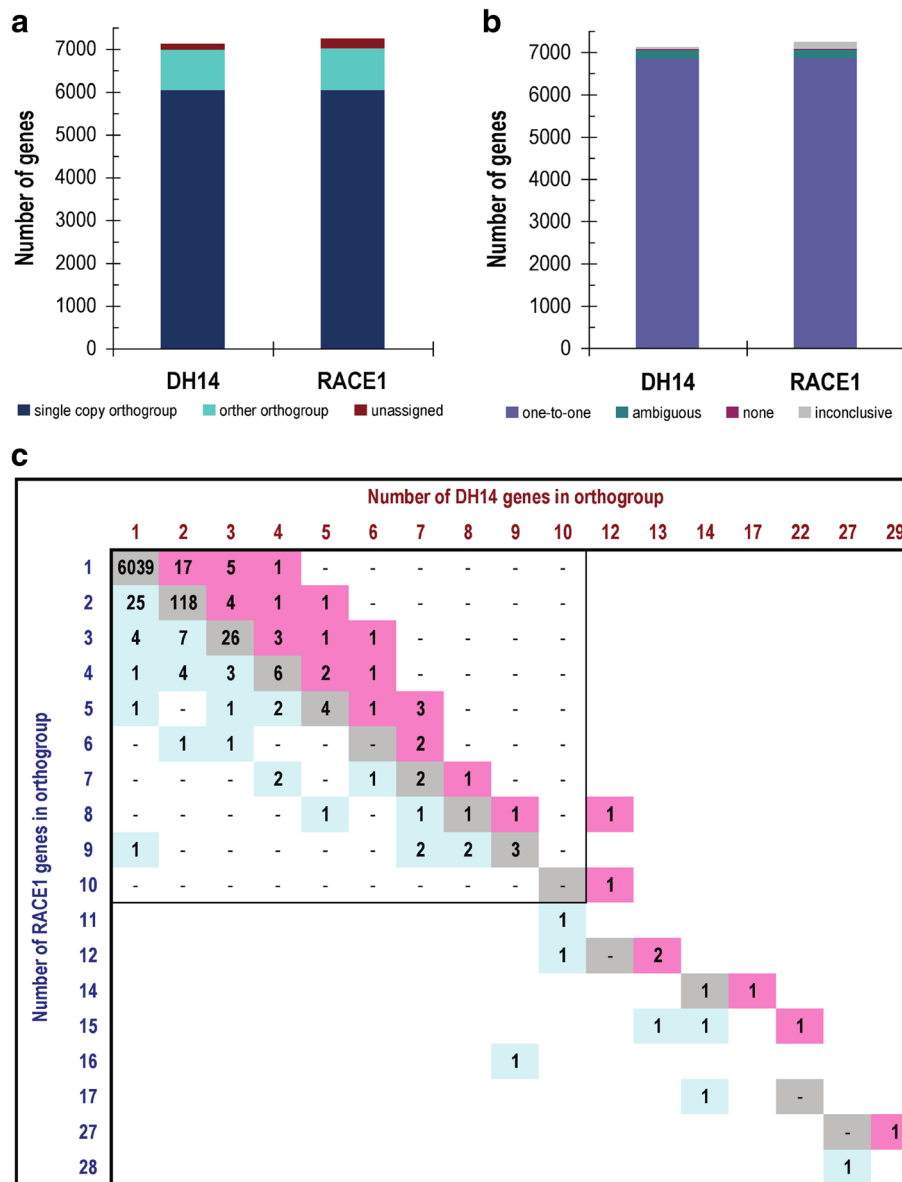 a
Number of genes
7000
6000
5000
4000
3000
2000
1000
0
DH14 RACE1
single copy orthogroup orther orthogroup unassigned
b
Number of genes
7000
6000
5000
4000
3000
2000
1000
0
DH14 RACE1
one-to-one ambiguous none inconclusive
c
Number of DH14 genes in orthogroup
1 2 3 4 5 6 7 8 9 10 12 13 14 17 22 27 29
Number of RACE1 genes in orthogroup
1 6039 17 5 1 - - - - - -
2 25 118 4 1 1 - - - - -
3 4 7 26 3 1 1 - - - -
4 1 4 3 6 2 1 - - - -
5 1 - 1 2 4 1 3 - - -
6 - 1 1 - - - 2 - - -
7 - - - 2 - 1 2 1 - -
8 - - - - 1 - 1 1 1 - 1
9 1 - - - - - 2 2 3 -
10 - - - - - - - - - - 1
11 1
12 1 - 2
14 1 1
15 1 1 1
16 1
17 1 -
27 - 1
28 1